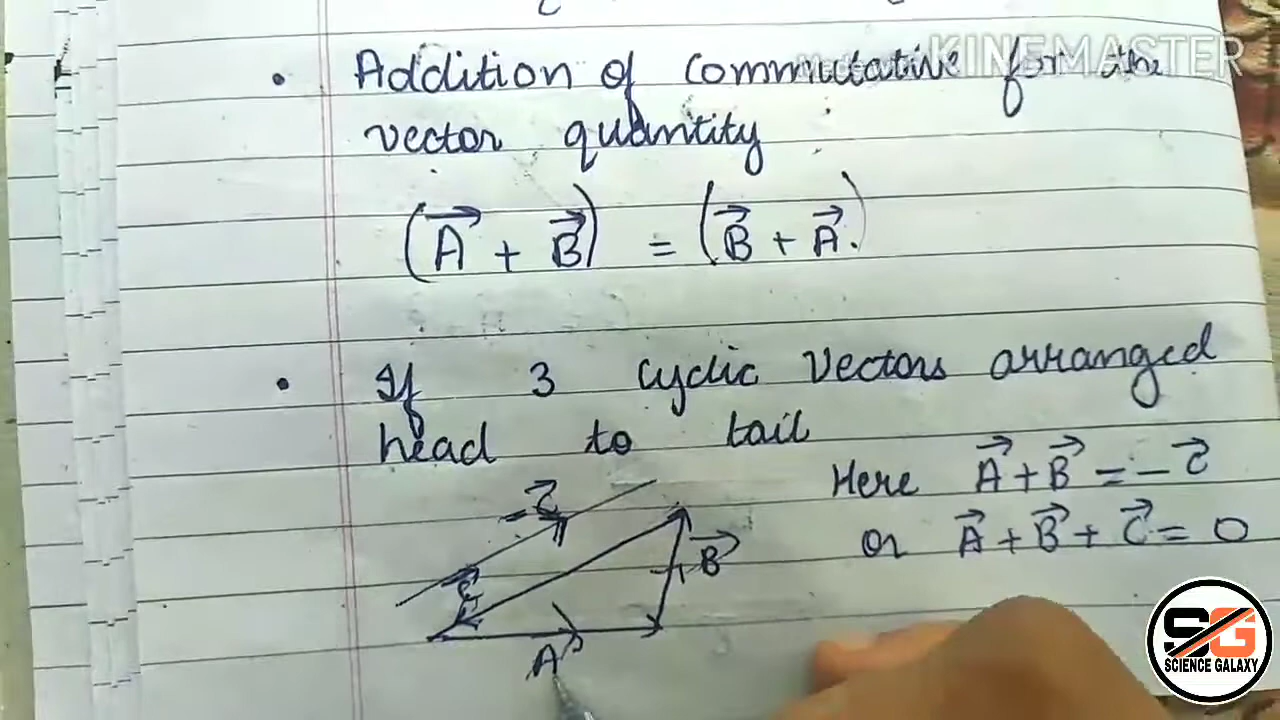 KINEMASTER
Addition of commutative for the
vector quantity
(A⃗ + B⃗) = (B⃗ + A⃗.)
If 3 cyclic vectors arranged
head to tail
Here A⃗ + B⃗ = - C⃗
or A⃗ + B⃗ + C⃗ = 0
-C⃗
B⃗
A
SG
SCIENCE GALAXY